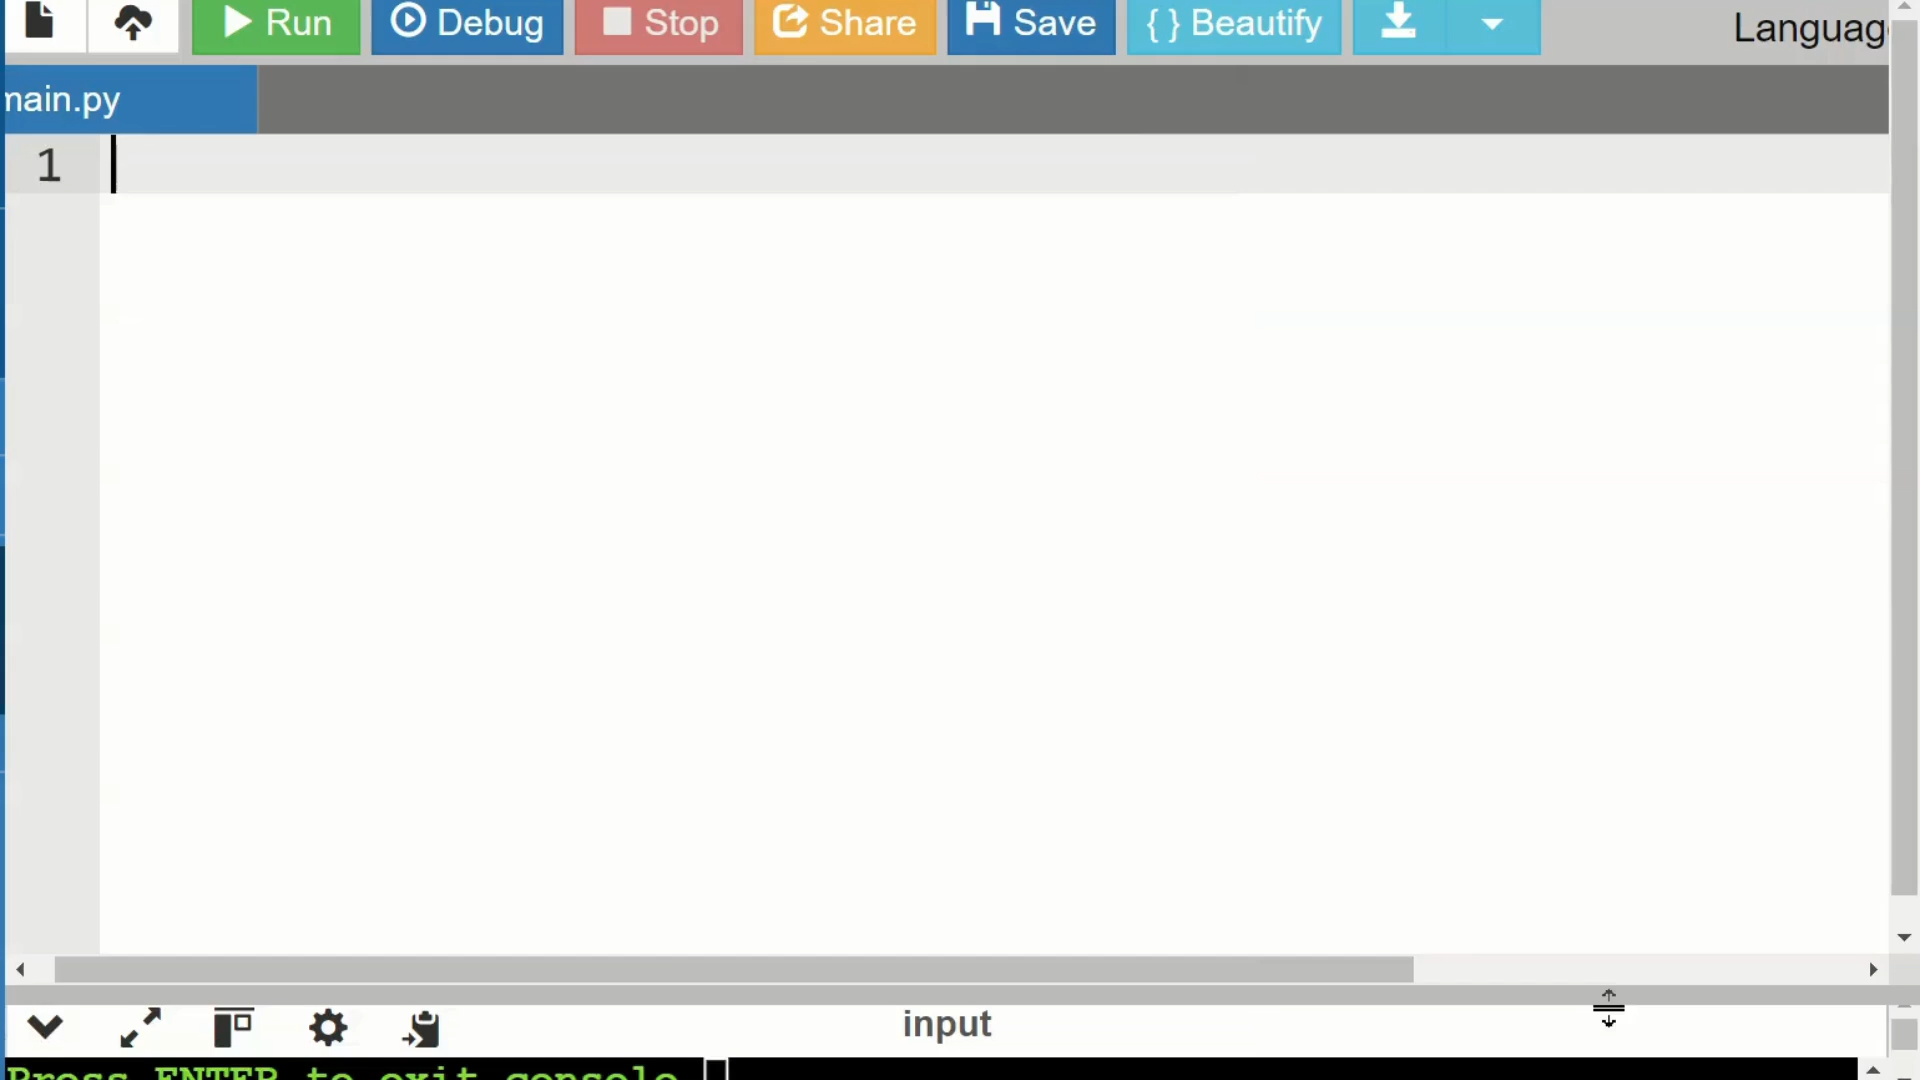 Run Debug Stop Share Save { } Beautify Languag
main.py
1
input
Press ENTER to exit console.